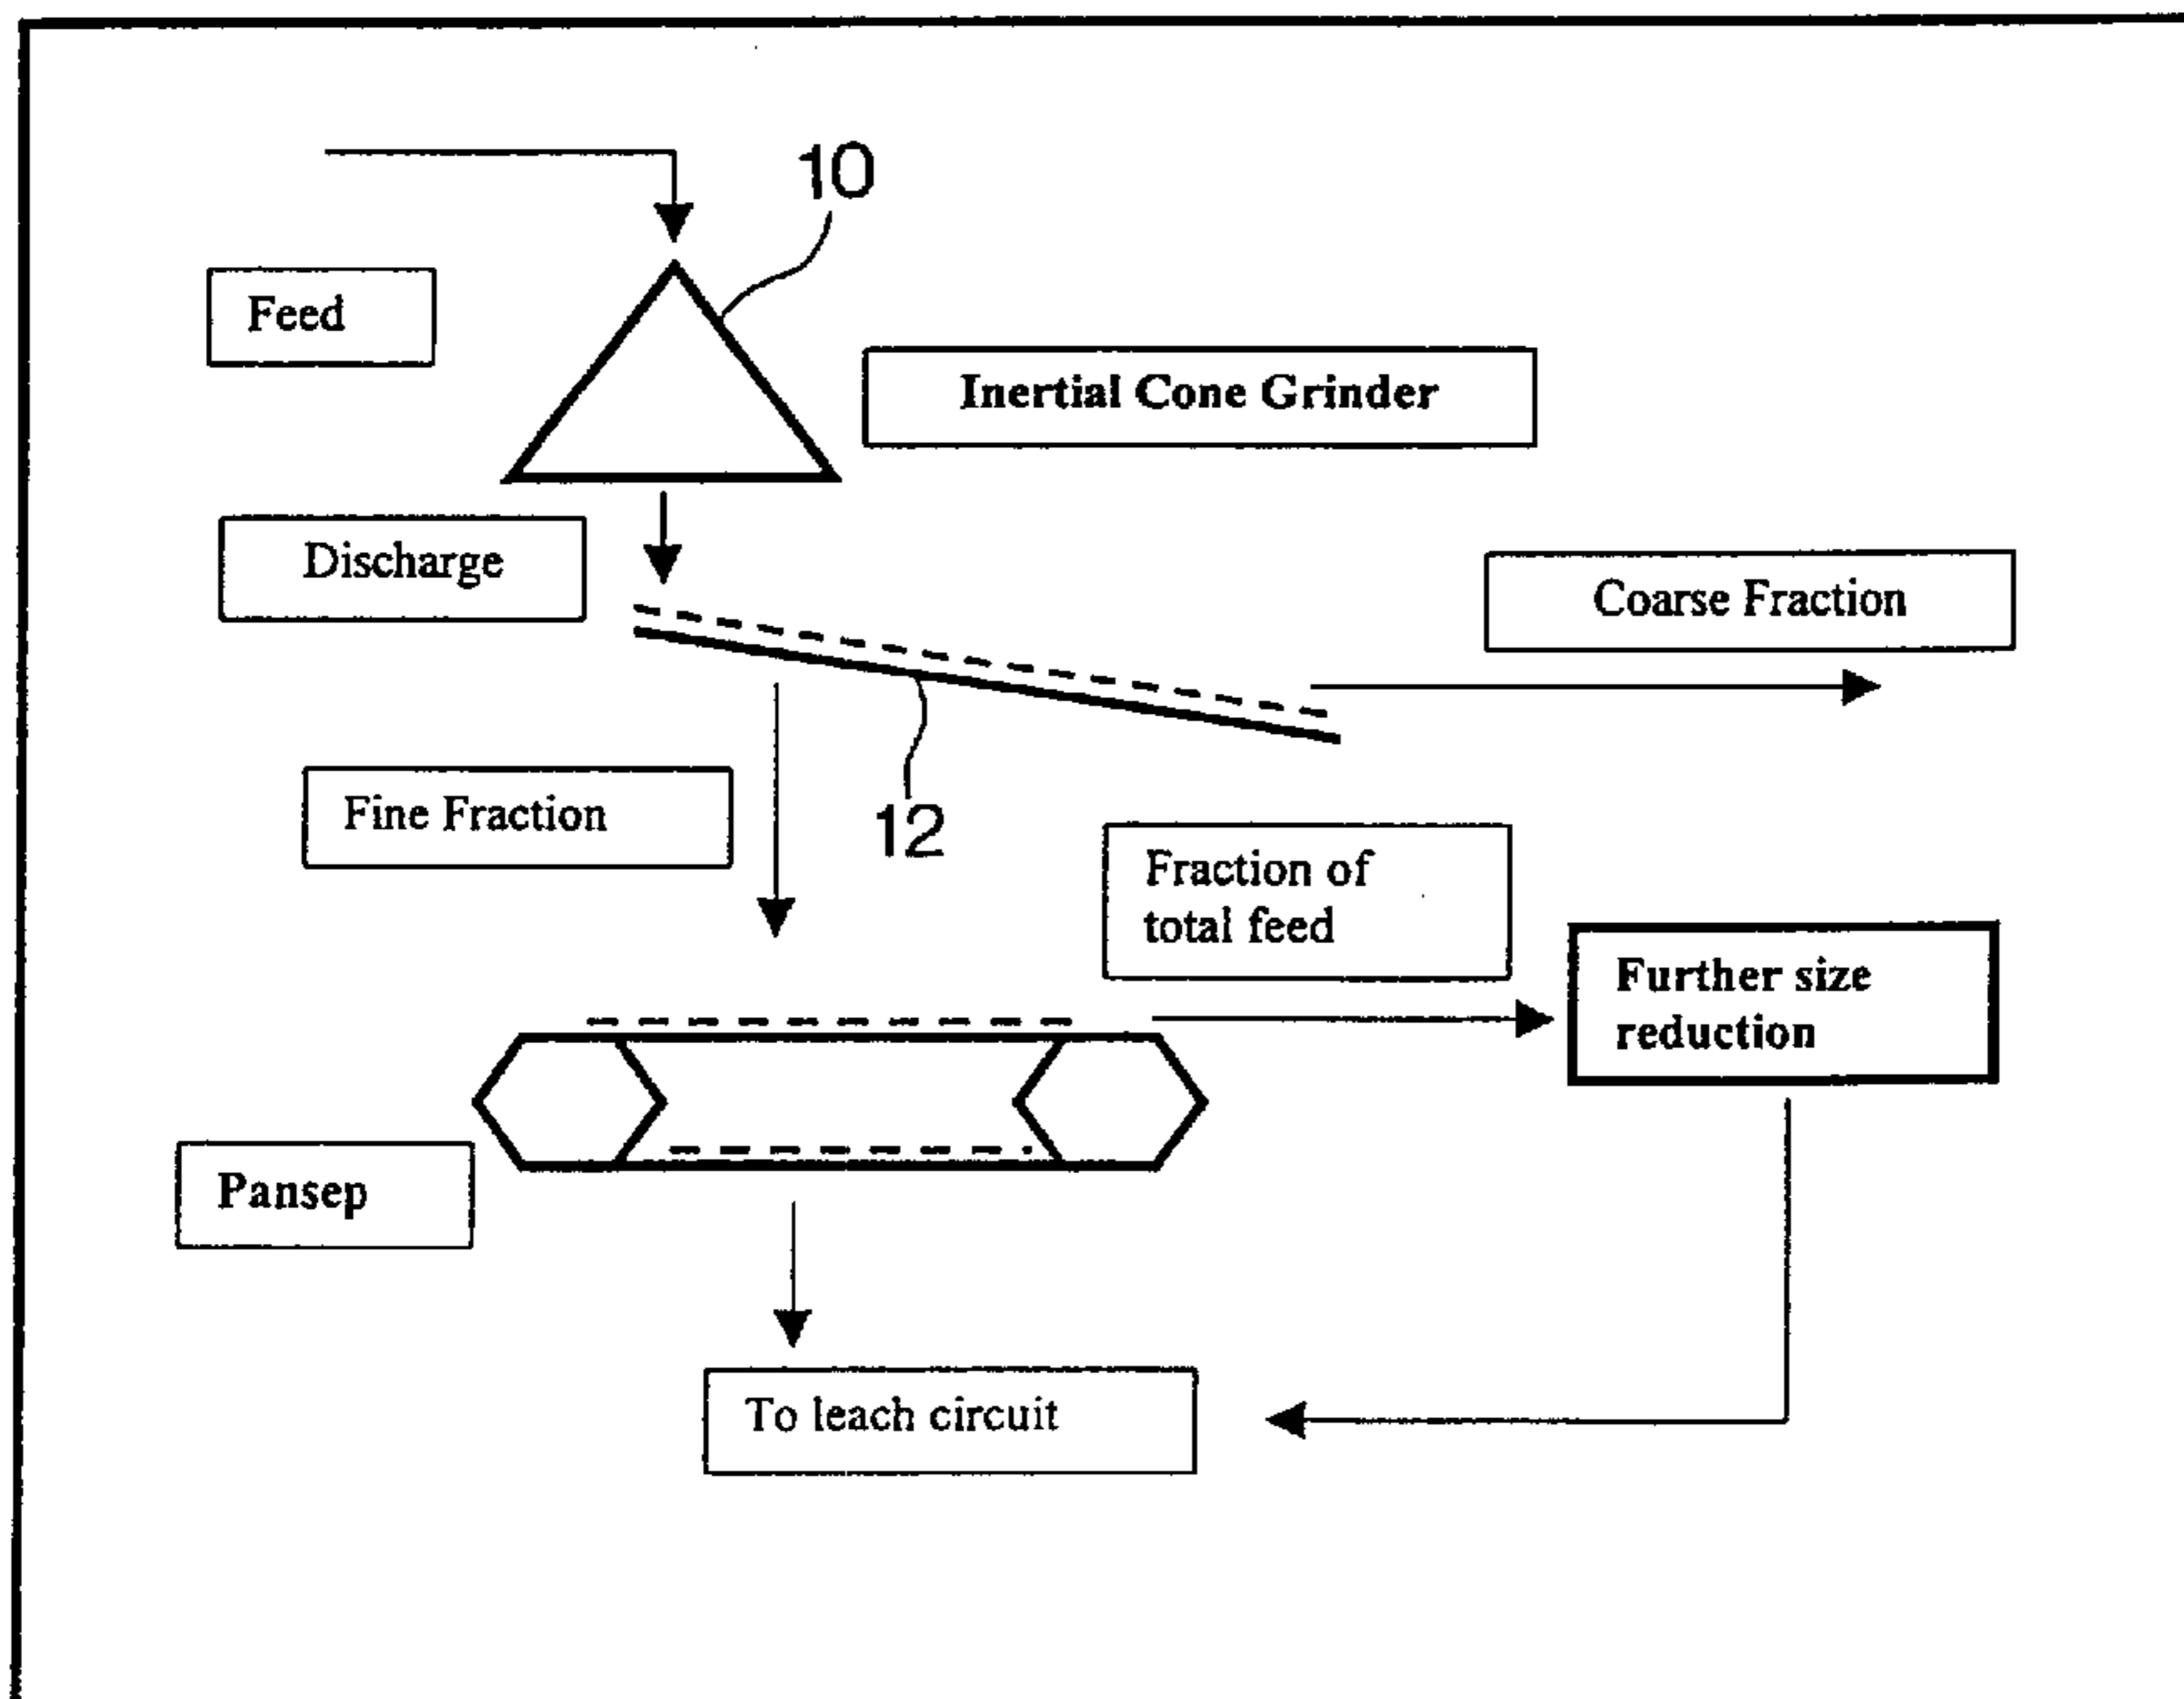 10
Feed
Inertial Cone Grinder
Discharge
Coarse Fraction
Fine Fraction
12
Fraction of
total feed
Further size
reduction
Pansep
To leach circuit